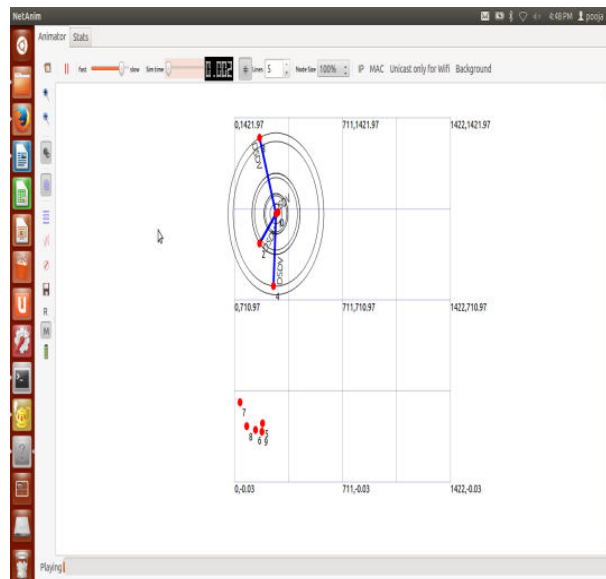 NetAnim
4:48 PM pooja
Animator Stats
fast slow Sim time 0.002 # Lines 5 Node Size 100% IP MAC Unicast only for Wifi Background
0,1421.97 711,1421.97 1422,1421.97
2
4
0,710.97 711,710.97 1422,710.97
R
M
7
8 6 9
0,-0.03 711,-0.03 1422,-0.03
Playing